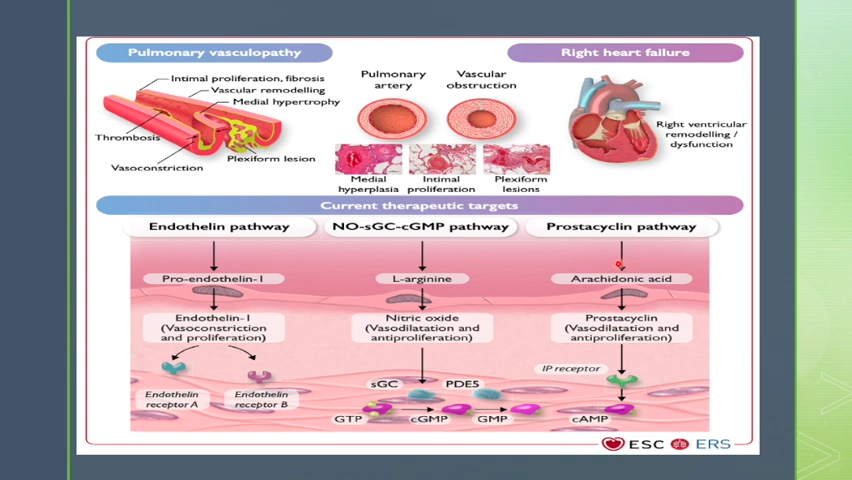 Pulmonary vasculopathy
Right heart failure
Intimal proliferation, fibrosis
Vascular remodelling
Medial hypertrophy
Thrombosis
Vasoconstriction
Plexiform lesion
Pulmonary
artery
Vascular
obstruction
Medial
hyperplasia
Intimal
proliferation
Plexiform
lesions
Right ventricular
remodelling /
dysfunction
Current therapeutic targets
Endothelin pathway
NO-sGC-cGMP pathway
Prostacyclin pathway
Pro-endothelin-1
L-arginine
Arachidonic acid
Endothelin-1
(Vasoconstriction
and proliferation)
Nitric oxide
(Vasodilatation and
antiproliferation)
Prostacyclin
(Vasodilatation and
antiproliferation)
Endothelin
receptor A
Endothelin
receptor B
sGC
PDE5
GTP
cGMP
GMP
IP receptor
cAMP
ESC
ERS